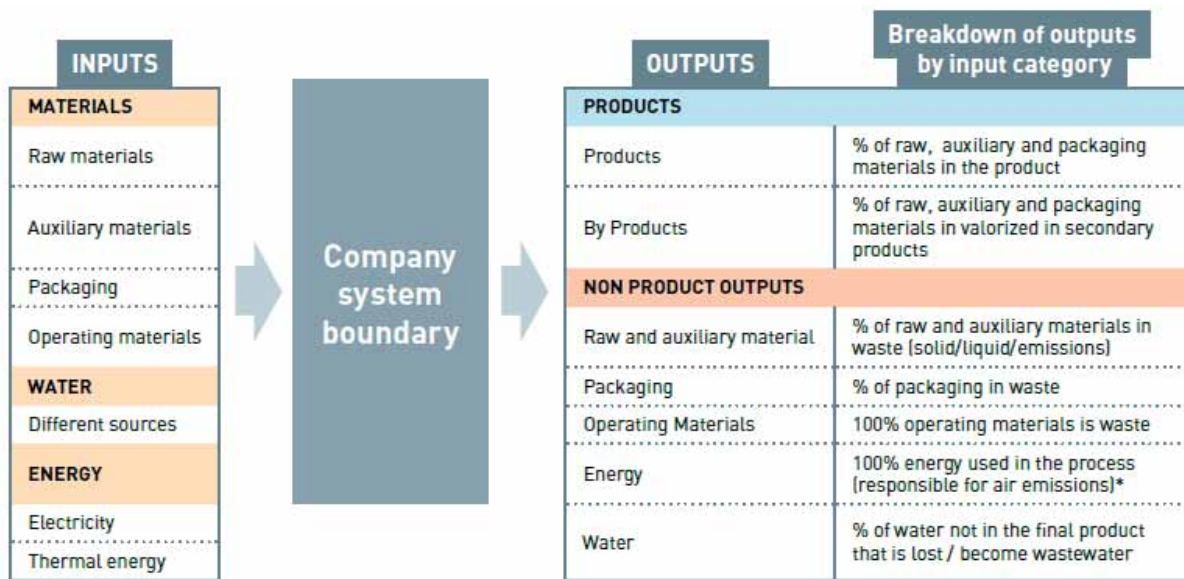 INPUTS
MATERIALS
Raw materials
Auxiliary materials
Packaging
Operating materials
WATER
Different sources
ENERGY
Electricity
Thermal energy
Company
system
boundary
OUTPUTS
Breakdown of outputs
by input category
PRODUCTS
Products
% of raw, auxiliary and packaging
materials in the product
By Products
% of raw, auxiliary and packaging
materials in valorized in secondary
products
NON PRODUCT OUTPUTS
Raw and auxiliary material
% of raw and auxiliary materials in
waste (solid/liquid/emissions)
Packaging
% of packaging in waste
Operating Materials
100% operating materials is waste
Energy
100% energy used in the process
(responsible for air emissions)*
Water
% of water not in the final product
that is lost / become wastewater